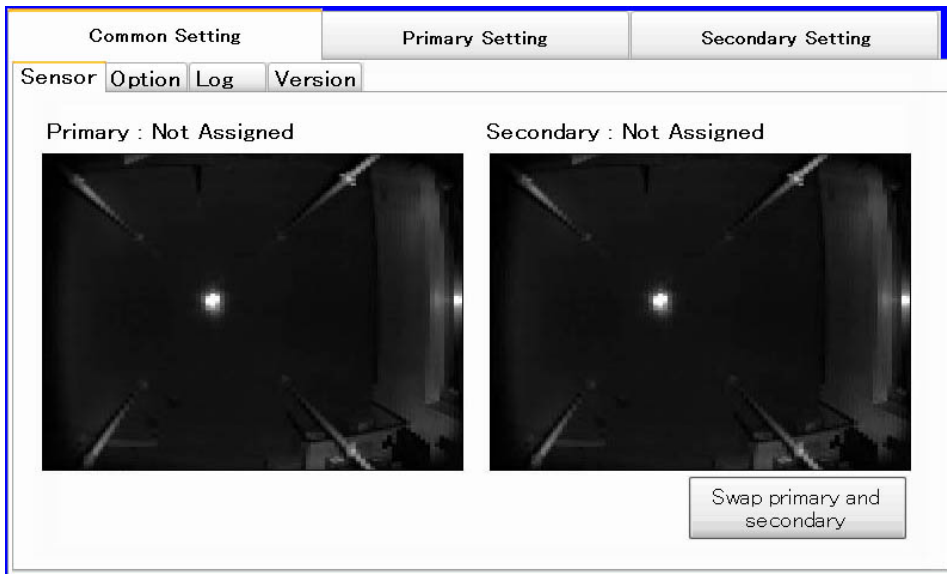 Common Setting
Primary Setting
Secondary Setting
Sensor
Option
Log
Version
Primary : Not Assigned
Secondary : Not Assigned
Swap primary and
secondary